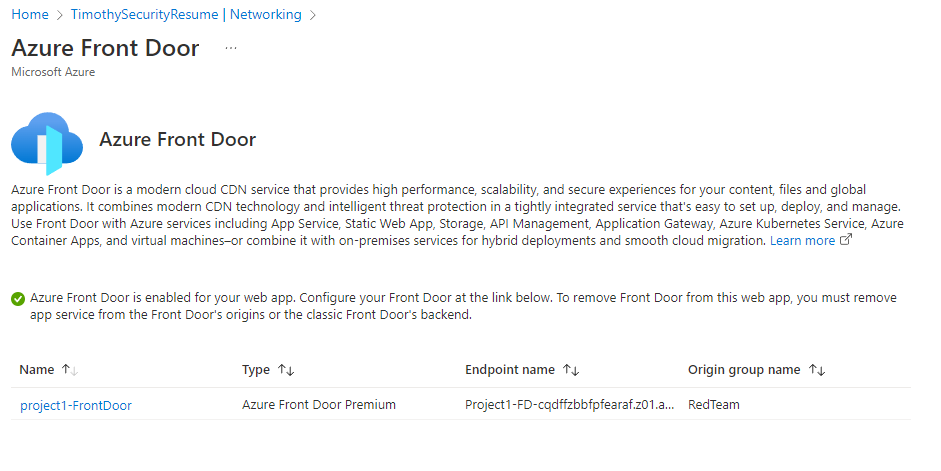 Home > TimothySecurityResume | Networking >
Azure Front Door ...
Microsoft Azure
Azure Front Door
Azure Front Door is a modern cloud CDN service that provides high performance, scalability, and secure experiences for your content, files and global
applications. It combines modern CDN technology and intelligent threat protection in a tightly integrated service that's easy to set up, deploy, and manage.
Use Front Door with Azure services including App Service, Static Web App, Storage, API Management, Application Gateway, Azure Kubernetes Service, Azure
Container Apps, and virtual machines–or combine it with on-premises services for hybrid deployments and smooth cloud migration. Learn more
Azure Front Door is enabled for your web app. Configure your Front Door at the link below. To remove Front Door from this web app, you must remove
app service from the Front Door's origins or the classic Front Door's backend.
Name ↑↓ Type ↑↓ Endpoint name ↑↓ Origin group name ↑↓
project1-FrontDoor Azure Front Door Premium Project1-FD-cqdffzbbfpfearaf.z01.a... RedTeam